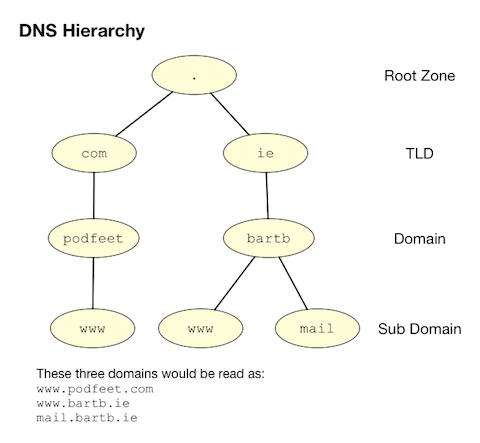 DNS Hierarchy
. Root Zone
com ie TLD
podfeet bartb Domain
www www mail Sub Domain
These three domains would be read as:
www.podfeet.com
www.bartb.ie
mail.bartb.ie